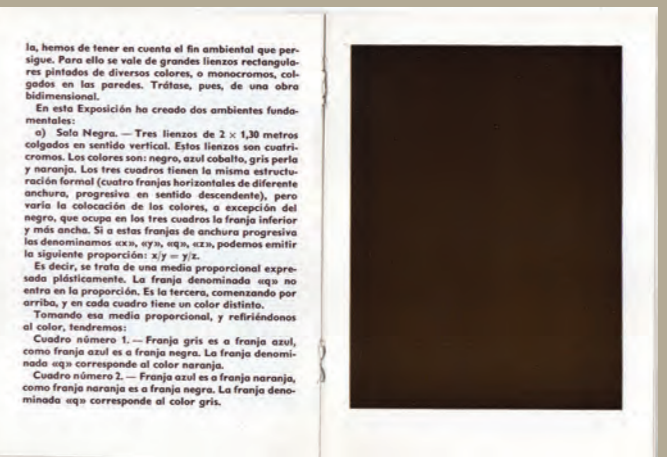 la, hemos de tener en cuenta el fin ambiental que per-
sigue. Para ello se vale de grandes lienzos rectangula-
res pintados de diversos colores, o monocromos, col-
gados en las paredes. Trátase, pues, de una obra
bidimensional.
En esta Exposición ha creado dos ambientes funda-
mentales:
a) Sala Negra. — Tres lienzos de 2 × 1,30 metros
colgados en sentido vertical. Estos lienzos son cuatri-
cromos. Los colores son: negro, azul cobalto, gris perla
y naranja. Los tres cuadros tienen la misma estructu-
ración formal (cuatro franjas horizontales de diferente
anchura, progresiva en sentido descendente), pero
varía la colocación de los colores, a excepción del
negro, que ocupa en los tres cuadros la franja inferior
y más ancha. Si a estas franjas de anchura progresiva
las denominamos «x», «y», «q», «z», podemos emitir
la siguiente proporción: x/y = y/z.
Es decir, se trata de una media proporcional expre-
sada plásticamente. La franja denominada «q» no
entra en la proporción. Es la tercera, comenzando por
arriba, y en cada cuadro tiene un color distinto.
Tomando esa media proporcional, y refiriéndonos
al color, tendremos:
Cuadro número 1. — Franja gris es a franja azul,
como franja azul es a franja negra. La franja denomi-
nada «q» corresponde al color naranja.
Cuadro número 2. — Franja azul es a franja naranja,
como franja naranja es a franja negra. La franja deno-
minada «q» corresponde al color gris.